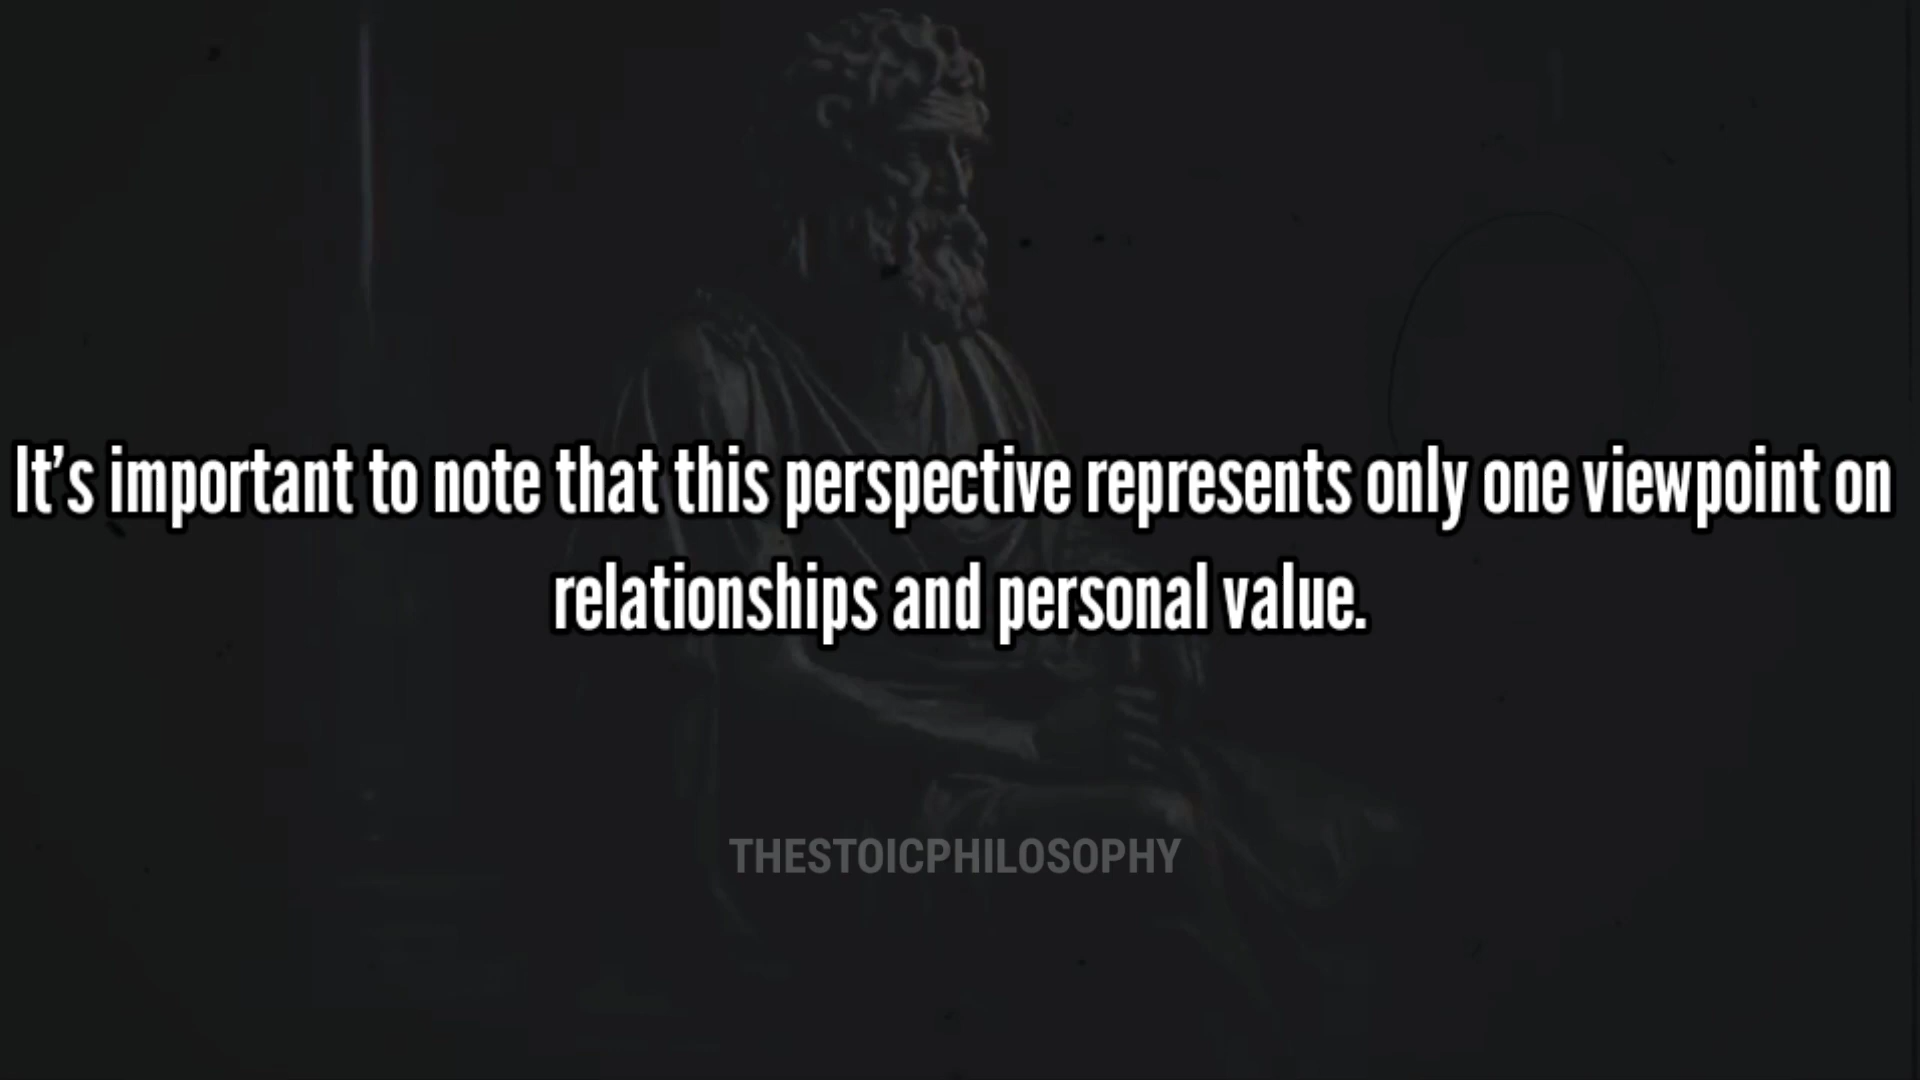 It’s important to note that this perspective represents only one viewpoint on
relationships and personal value.
THESTOICPHILOSOPHY